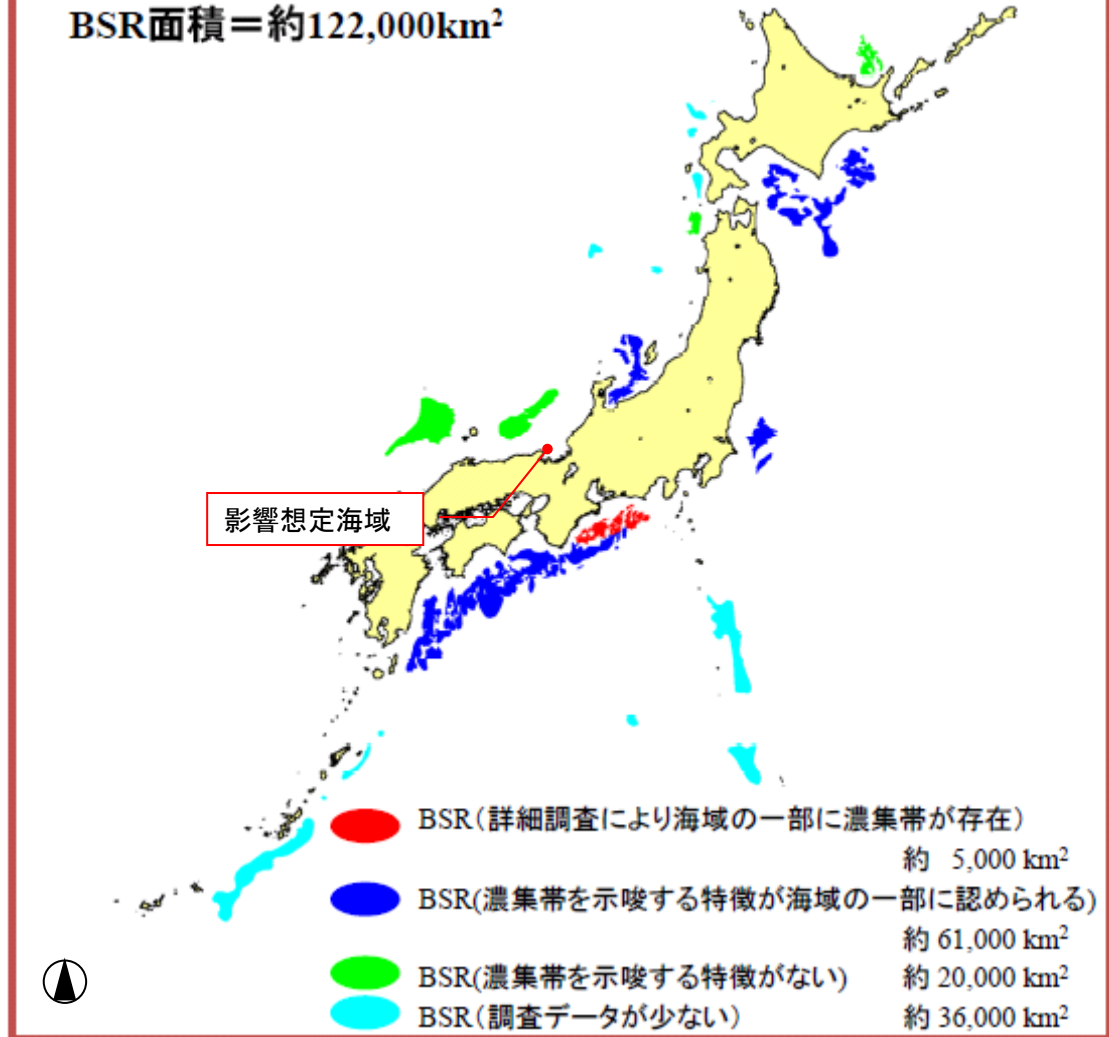 BSR面積＝約122,000km²
影響想定海域
BSR（詳細調査により海域の一部に濃集帯が存在）
約 5,000 km²
BSR(濃集帯を示唆する特徴が海域の一部に認められる)
約 61,000 km²
BSR(濃集帯を示唆する特徴がない) 約 20,000 km²
BSR（調査データが少ない） 約 36,000 km²